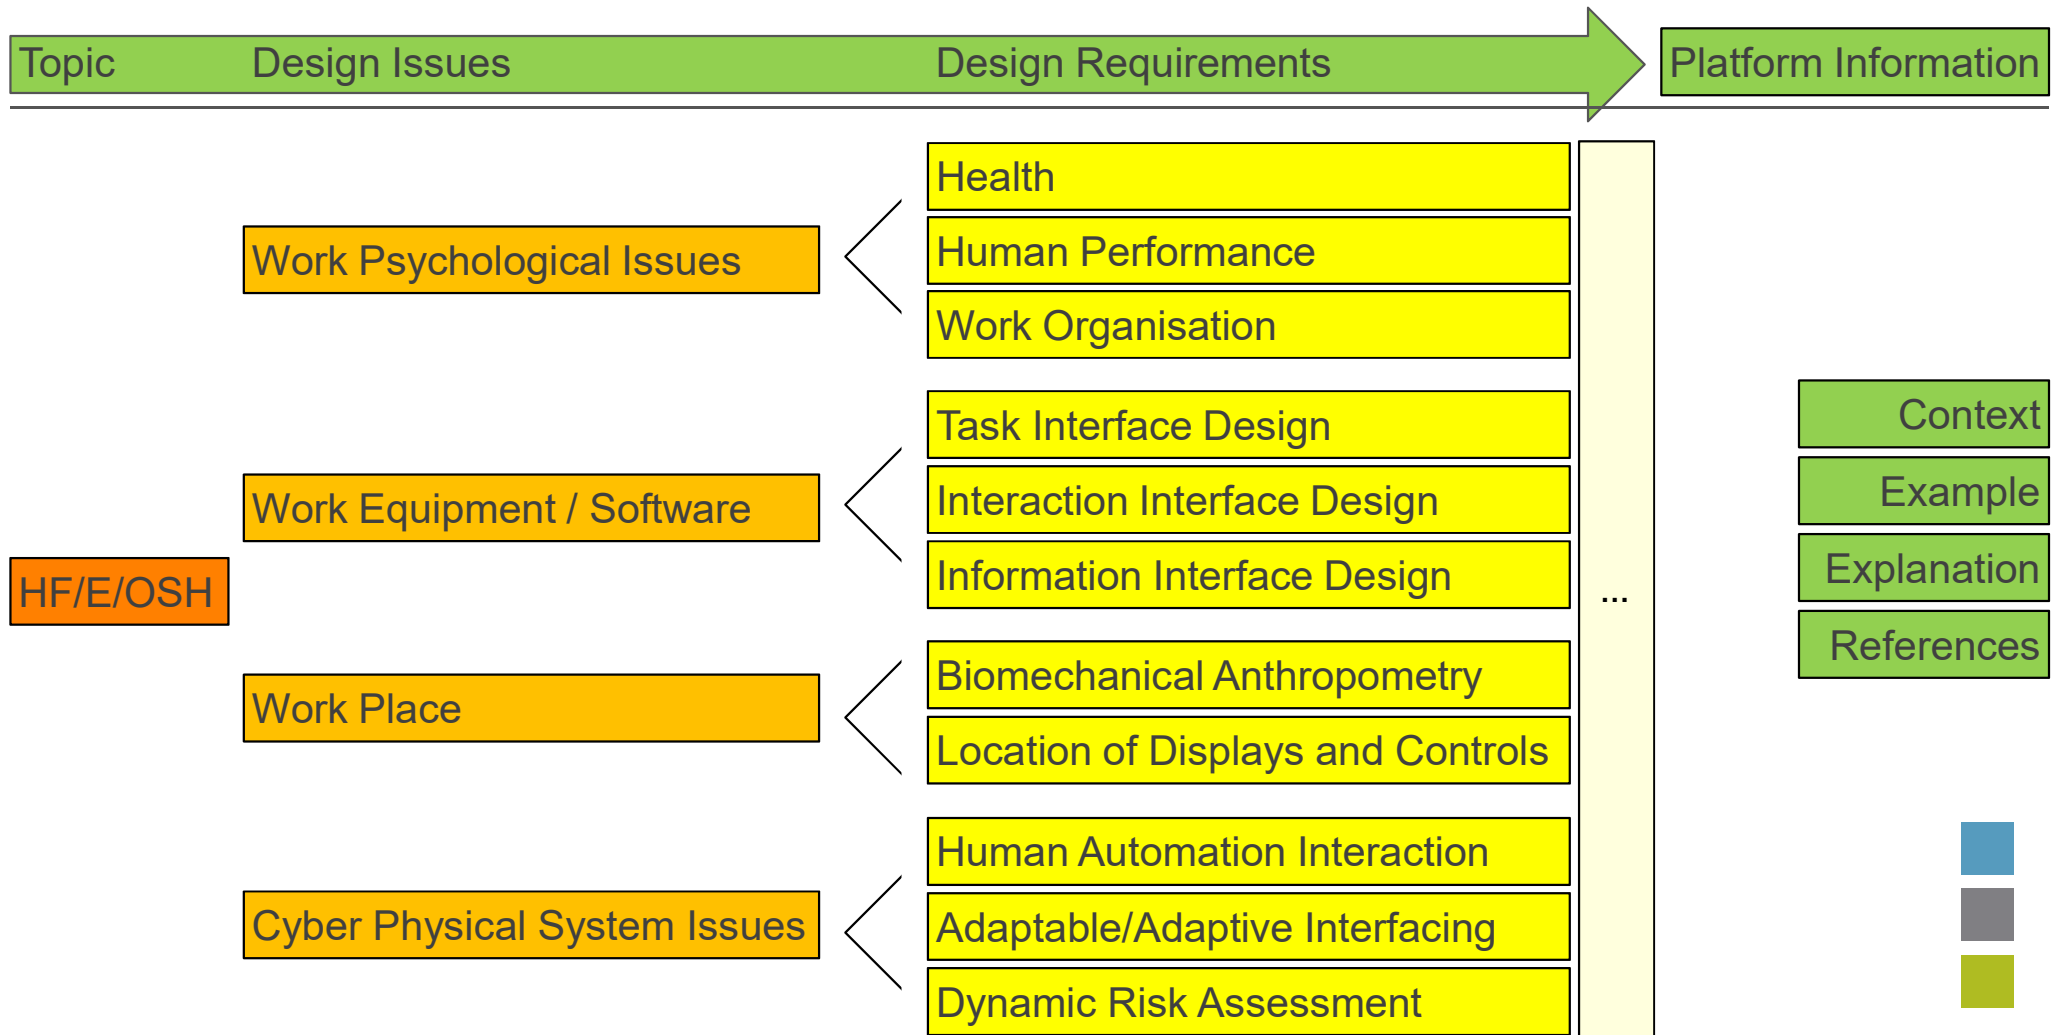 Topic Design Issues Design Requirements Platform Information
Health
Human Performance
Work Psychological Issues
Work Organisation
Task Interface Design
Context
Interaction Interface Design
Example
Work Equipment / Software
Information Interface Design
Explanation
HF/E/OSH
...
References
Biomechanical Anthropometry
Work Place
Location of Displays and Controls
Human Automation Interaction
Cyber Physical System Issues
Adaptable/Adaptive Interfacing
Dynamic Risk Assessment